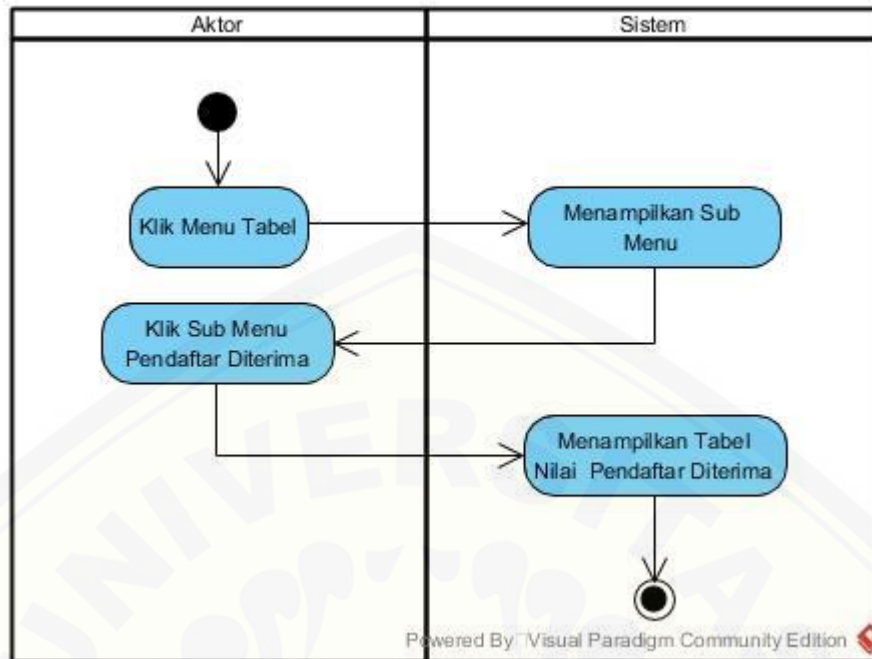 Aktor
Sistem
Klik Menu Tabel
Menampilkan Sub
Menu
Klik Sub Menu
Pendaftar Diterima
Menampilkan Tabel
Nilai Pendaftar Diterima
UNIVERSITA
Powered By Visual Paradigm Community Edition